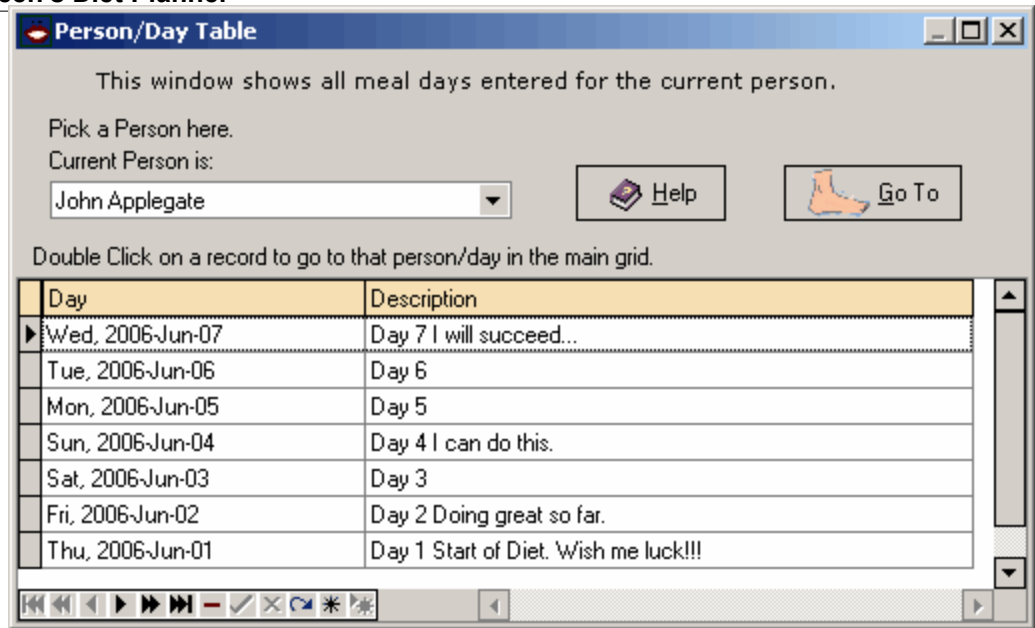 Diet Planner
Person/Day Table
This window shows all meal days entered for the current person.
Pick a Person here.
Current Person is:
John Applegate
Help
Go To
Double Click on a record to go to that person/day in the main grid.
Day Description
Wed, 2006-Jun-07 Day 7 I will succeed...
Tue, 2006-Jun-06 Day 6
Mon, 2006-Jun-05 Day 5
Sun, 2006-Jun-04 Day 4 I can do this.
Sat, 2006-Jun-03 Day 3
Fri, 2006-Jun-02 Day 2 Doing great so far.
Thu, 2006-Jun-01 Day 1 Start of Diet. Wish me luck!!!